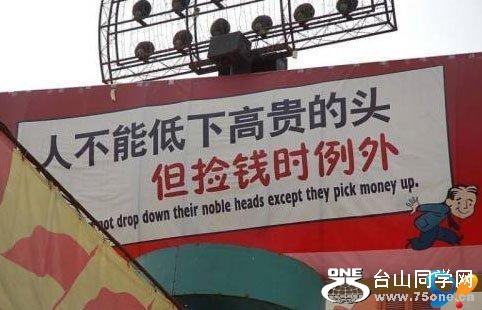 人不能低下高贵的头
但捡钱时例外
not drop down their noble heads except they pick money up.
ONE 台山同学网
www.75one.cn